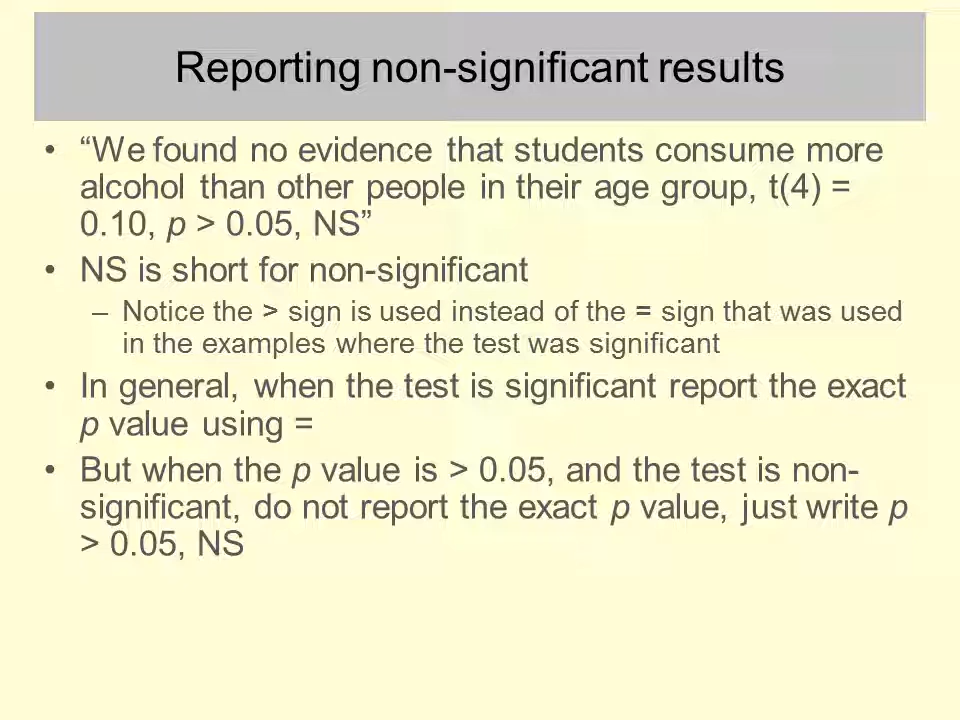 Reporting non-significant results
• “We found no evidence that students consume more
alcohol than other people in their age group, t(4) =
0.10, p > 0.05, NS”
• NS is short for non-significant
– Notice the > sign is used instead of the = sign that was used
in the examples where the test was significant
• In general, when the test is significant report the exact
p value using =
• But when the p value is > 0.05, and the test is non-
significant, do not report the exact p value, just write p
> 0.05, NS